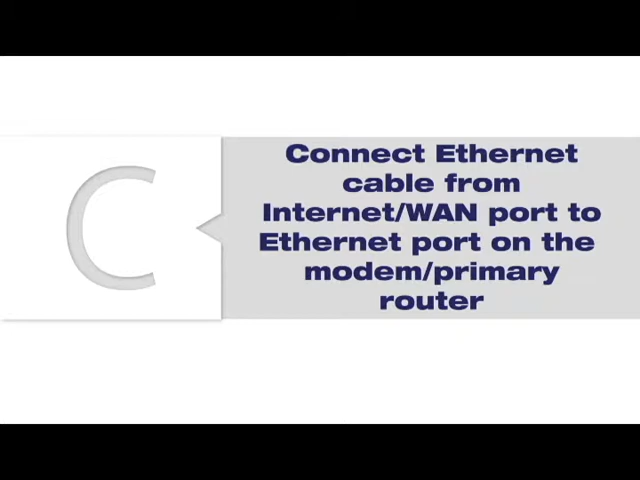 C
Connect Ethernet
cable from
Internet/WAN port to
Ethernet port on the
modem/primary
router